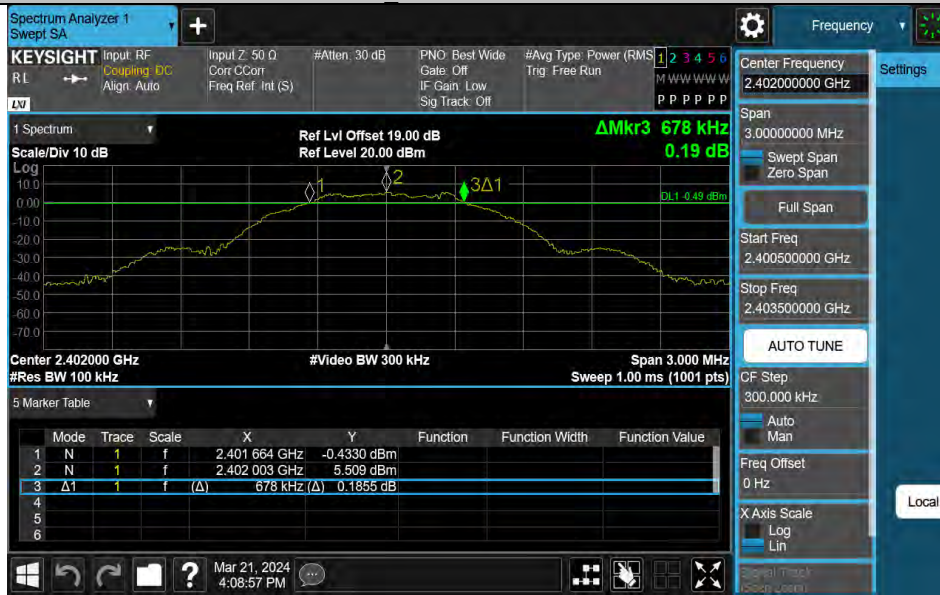 Spectrum Analyzer 1
Swept SA
+
Frequency
KEYSIGHT
RL
LXI
Input: RF
Coupling: DC
Align: Auto
Input Z: 50 Ω
Corr CCorr
Freq Ref: Int (S)
#Atten: 30 dB
PNO: Best Wide
Gate: Off
IF Gain: Low
Sig Track: Off
#Avg Type: Power (RMS
Trig: Free Run
1 2 3 4 5 6
M W W W W W
P P P P P P
1 Spectrum
Scale/Div 10 dB
Ref Lvl Offset 19.00 dB
Ref Level 20.00 dBm
ΔMkr3 678 kHz
0.19 dB
Log
10.0
0.00
-10.0
-20.0
-30.0
-40.0
-50.0
-60.0
-70.0
1
2
3Δ1
DL1 -0.49 dBm
Center 2.402000 GHz
#Video BW 300 kHz
Span 3.000 MHz
#Res BW 100 kHz
Sweep 1.00 ms (1001 pts)
5 Marker Table
Mode Trace Scale X Y Function Function Width Function Value
1 N 1 f 2.401 664 GHz -0.4330 dBm
2 N 1 f 2.402 003 GHz 5.509 dBm
3 Δ1 1 f (Δ) 678 kHz (Δ) 0.1855 dB
4
5
6
?
Mar 21, 2024
4:08:57 PM
Center Frequency
2.402000000 GHz
Settings
Span
3.00000000 MHz
Swept Span
Zero Span
Full Span
Start Freq
2.400500000 GHz
Stop Freq
2.403500000 GHz
AUTO TUNE
CF Step
300.000 kHz
Auto
Man
Freq Offset
0 Hz
Local
X Axis Scale
Log
Lin
Signal Track
(Span Zoom)